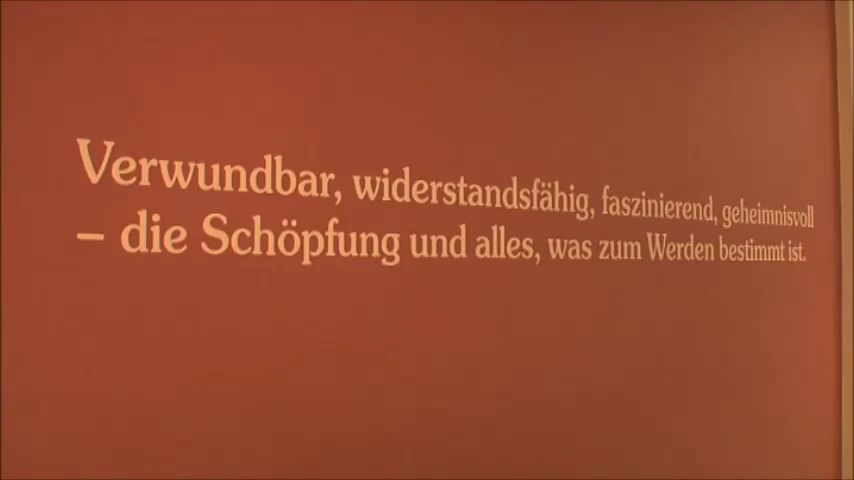 Verwundbar, widerstandsfähig, faszinierend, geheimnisvoll
– die Schöpfung und alles, was zum Werden bestimmt ist.